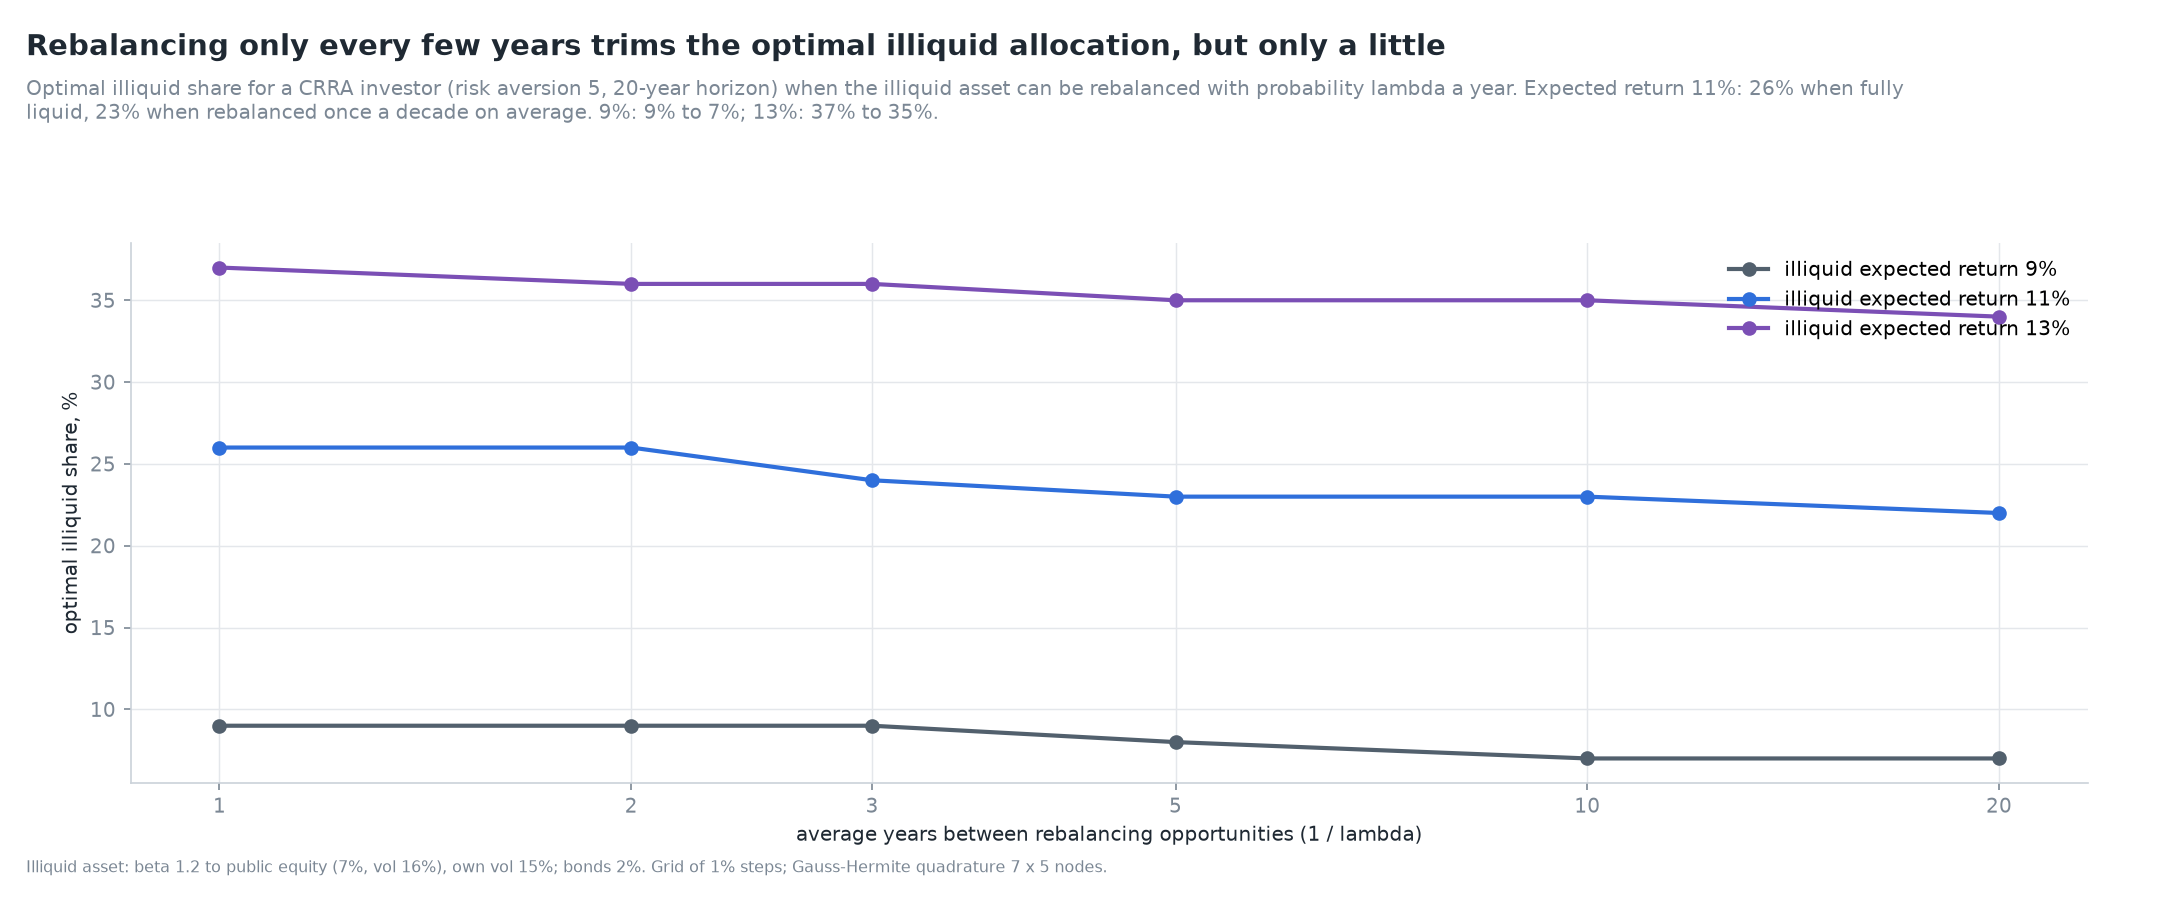 Rebalancing only every few years trims the optimal illiquid allocation, but only a little
Optimal illiquid share for a CRRA investor (risk aversion 5, 20-year horizon) when the illiquid asset can be rebalanced with probability lambda a year. Expected return 11%: 26% when fully
liquid, 23% when rebalanced once a decade on average. 9%: 9% to 7%; 13%: 37% to 35%.
illiquid expected return 9%
illiquid expected return 11%
illiquid expected return 13%
optimal illiquid share, %
35
30
25
20
15
10
1
2
3
5
10
20
average years between rebalancing opportunities (1 / lambda)
Illiquid asset: beta 1.2 to public equity (7%, vol 16%), own vol 15%; bonds 2%. Grid of 1% steps; Gauss-Hermite quadrature 7 x 5 nodes.